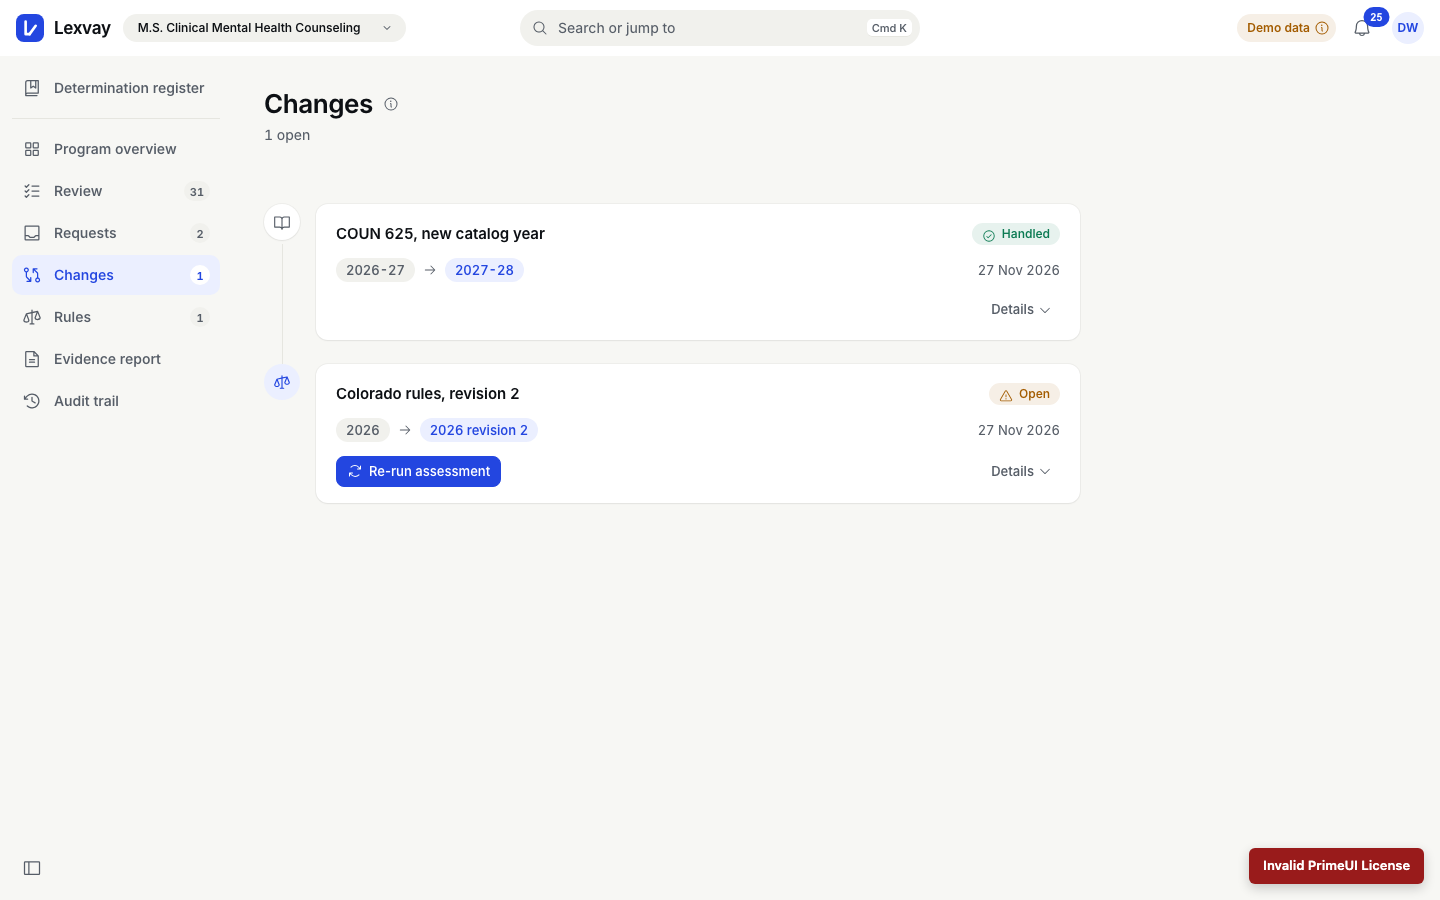 Lexvay
M.S. Clinical Mental Health Counseling
Search or jump to
Cmd K
Demo data
25
DW
Determination register
Program overview
Review 31
Requests 2
Changes 1
Rules 1
Evidence report
Audit trail
Changes
1 open
COUN 625, new catalog year
Handled
2026-27 → 2027-28
27 Nov 2026
Details
Colorado rules, revision 2
Open
2026 → 2026 revision 2
27 Nov 2026
Re-run assessment
Details
Invalid PrimeUI License